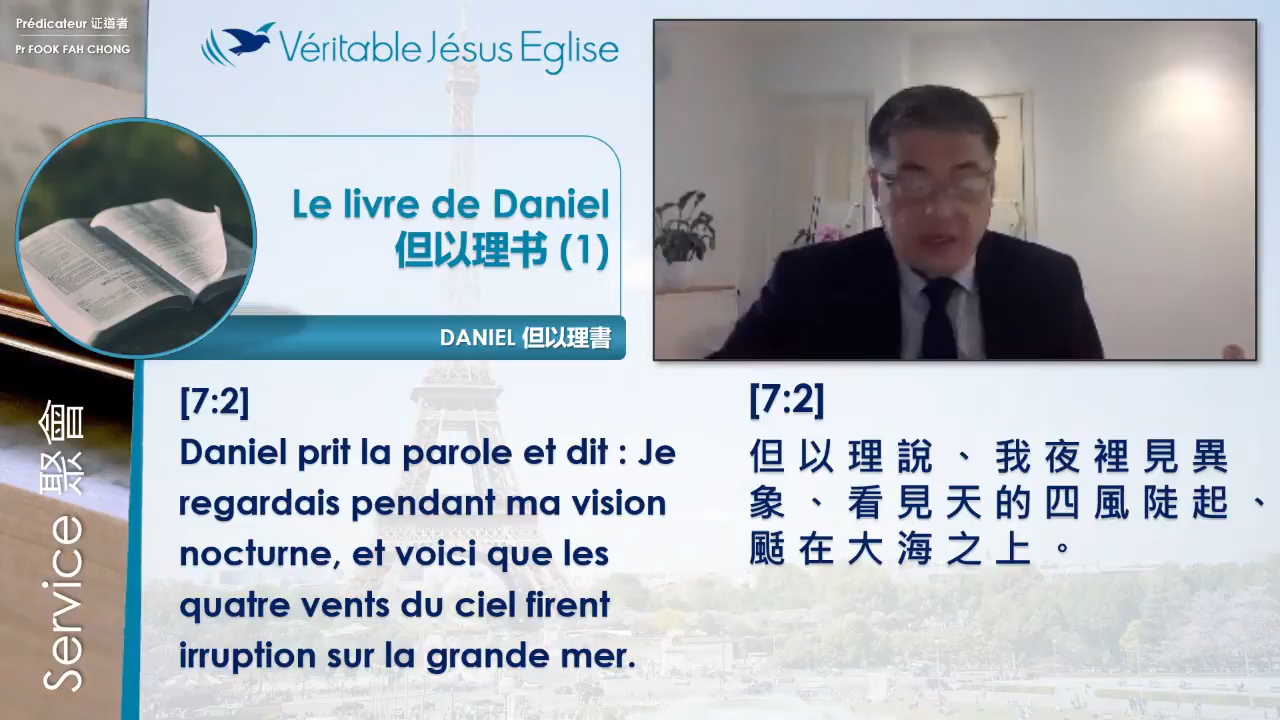 Prédicateur 证道者
Pr FOOK FAH CHONG
Véritable Jésus Eglise
Le livre de Daniel
但以理书 (1)
DANIEL 但以理書
Service 聚會
[7:2]
Daniel prit la parole et dit : Je
regardais pendant ma vision
nocturne, et voici que les
quatre vents du ciel firent
irruption sur la grande mer.
[7:2]
但以理說、我夜裡見異
象、看見天的四風陡起、
颳在大海之上。